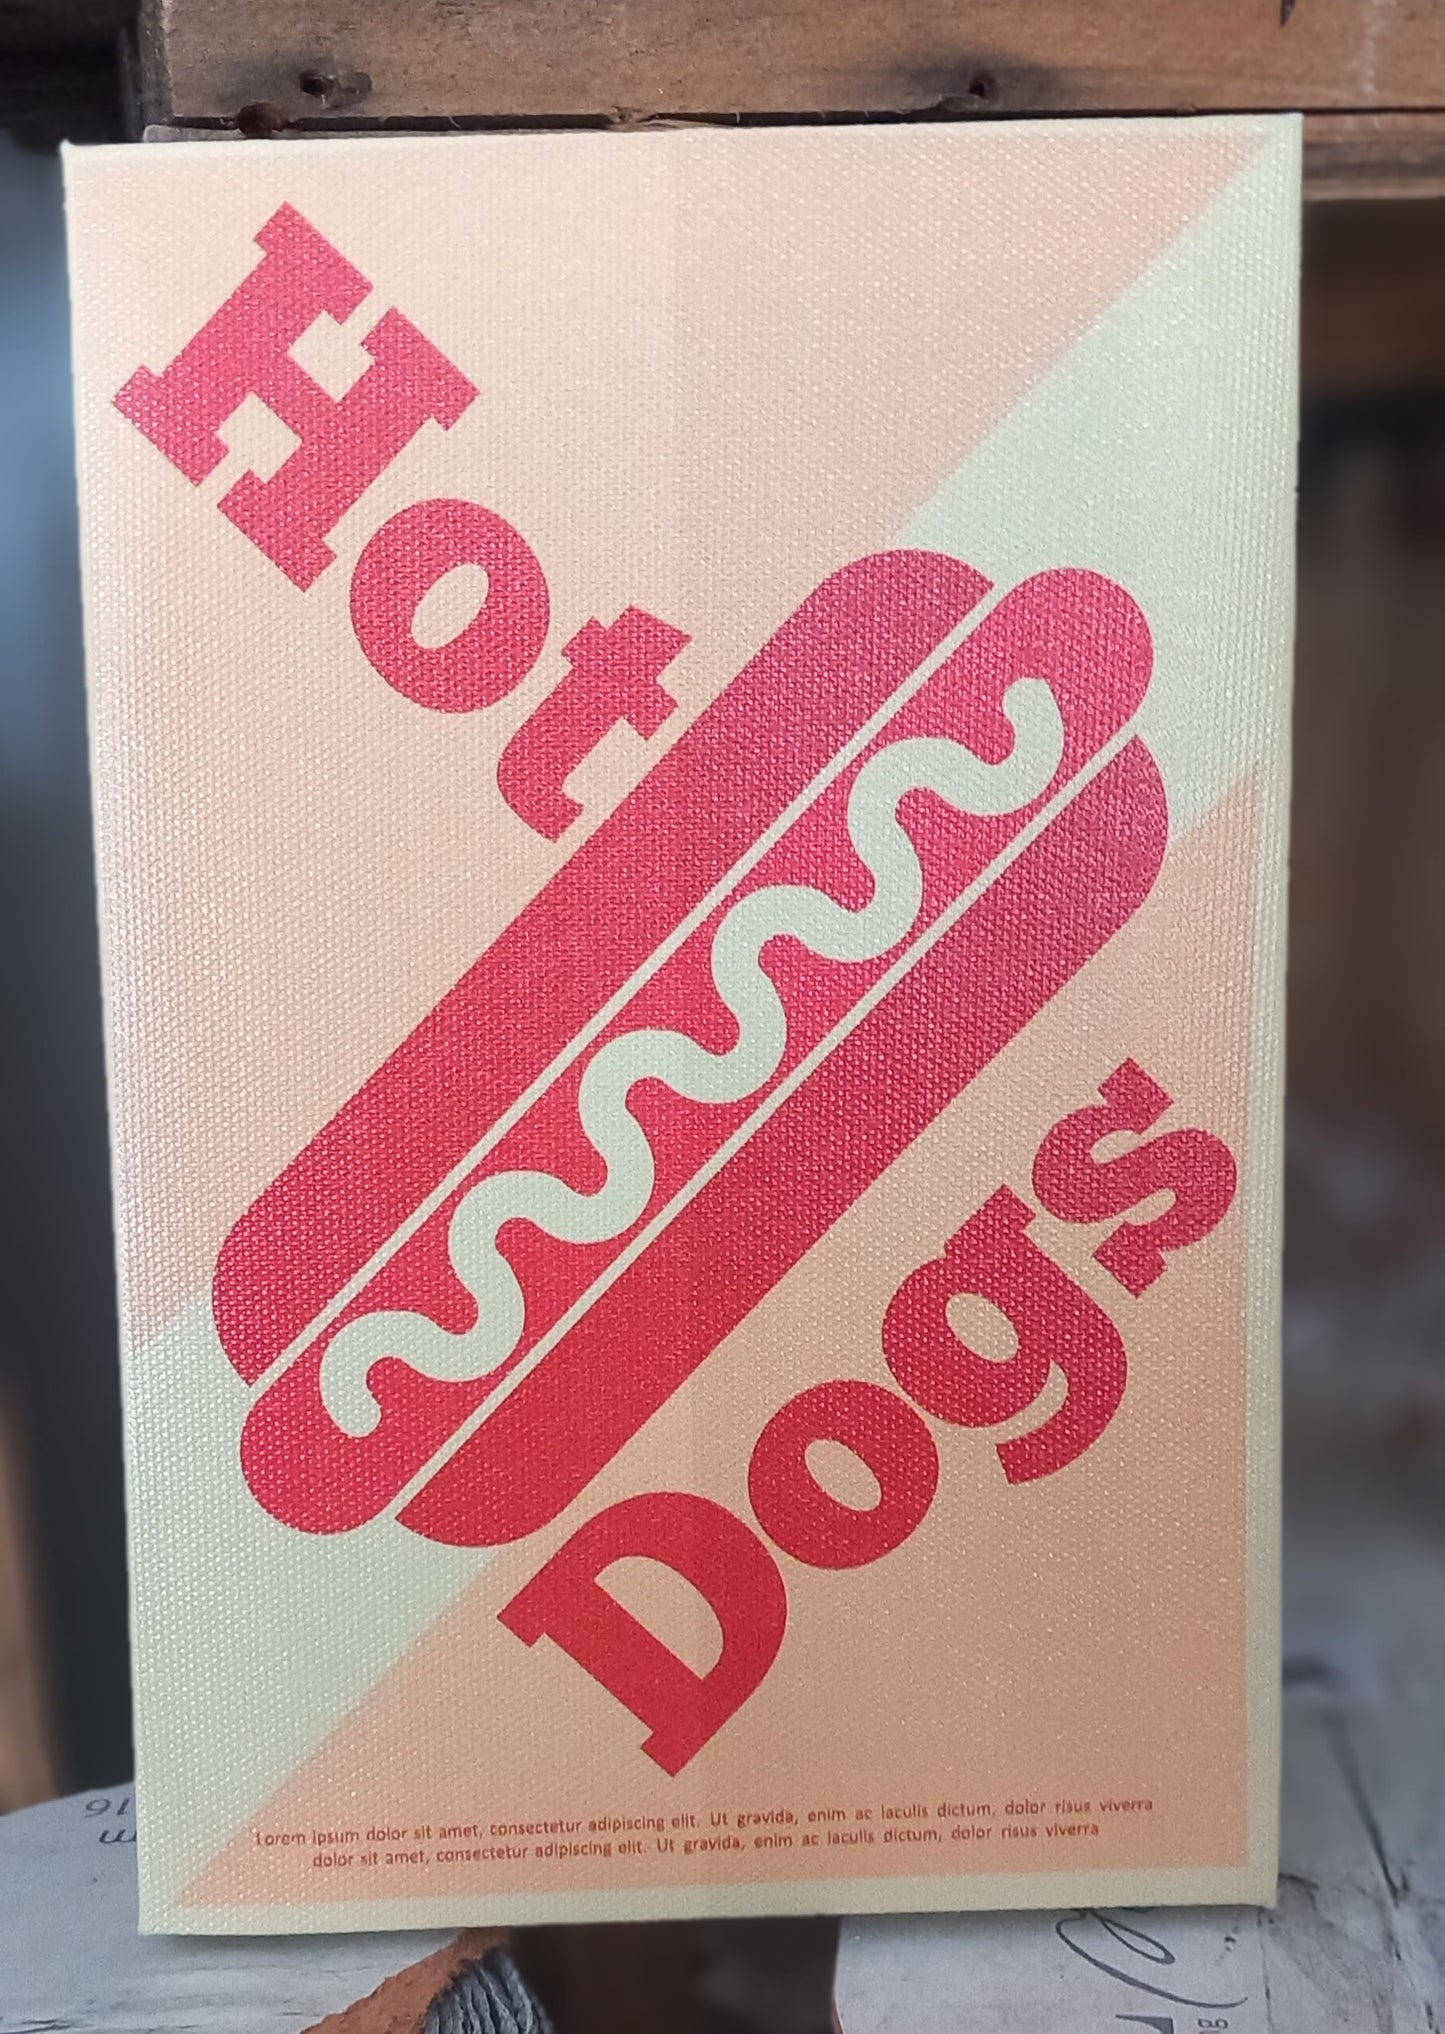 Hot
Dogs
Lorem ipsum dolor sit amet, consectetur adipiscing elit. Ut gravida, enim ac iaculis dictum, dolor risus viverra
dolor sit amet, consectetur adipiscing elit. Ut gravida, enim ac iaculis dictum, dolor risus viverra
16